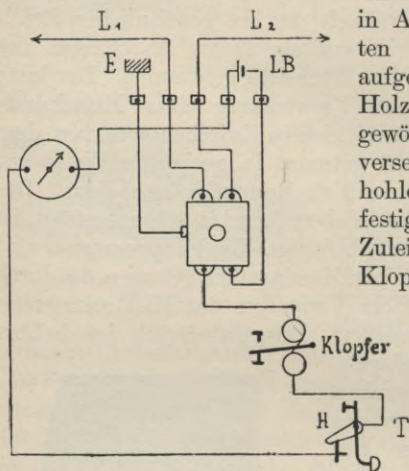 L₁ L₂
E LB
Klopfer
H T
in A
ten
aufge
Holz
gewö
verse
hohle
festig
Zulei
Klop